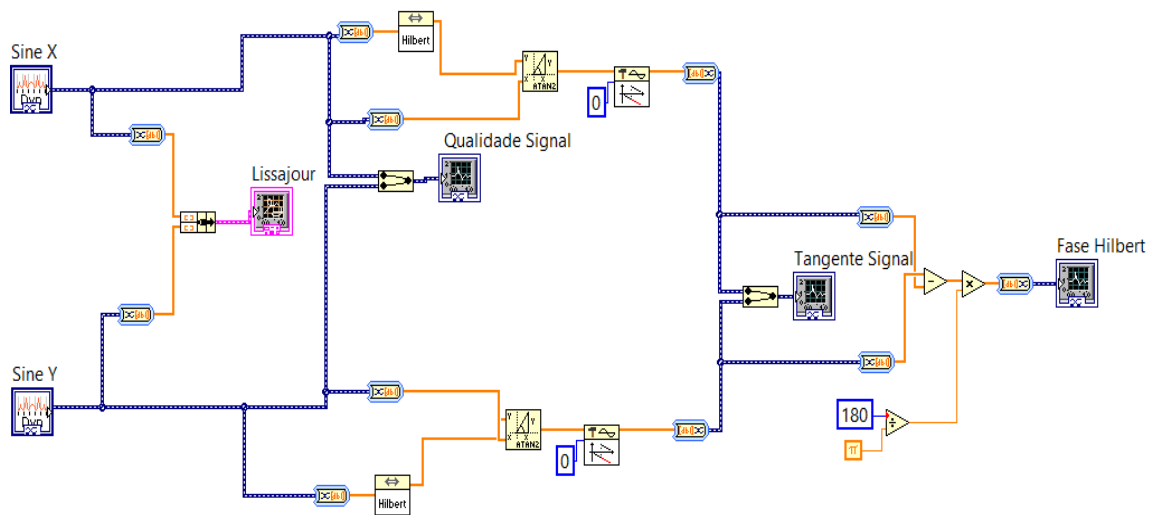 Sine X
Hilbert
Y
X
Y
X
ATAN2
0
Qualidade Signal
Lissajour
Tangente Signal
Fase Hilbert
Sine Y
Y
X
Y
X
ATAN2
0
Hilbert
180
π